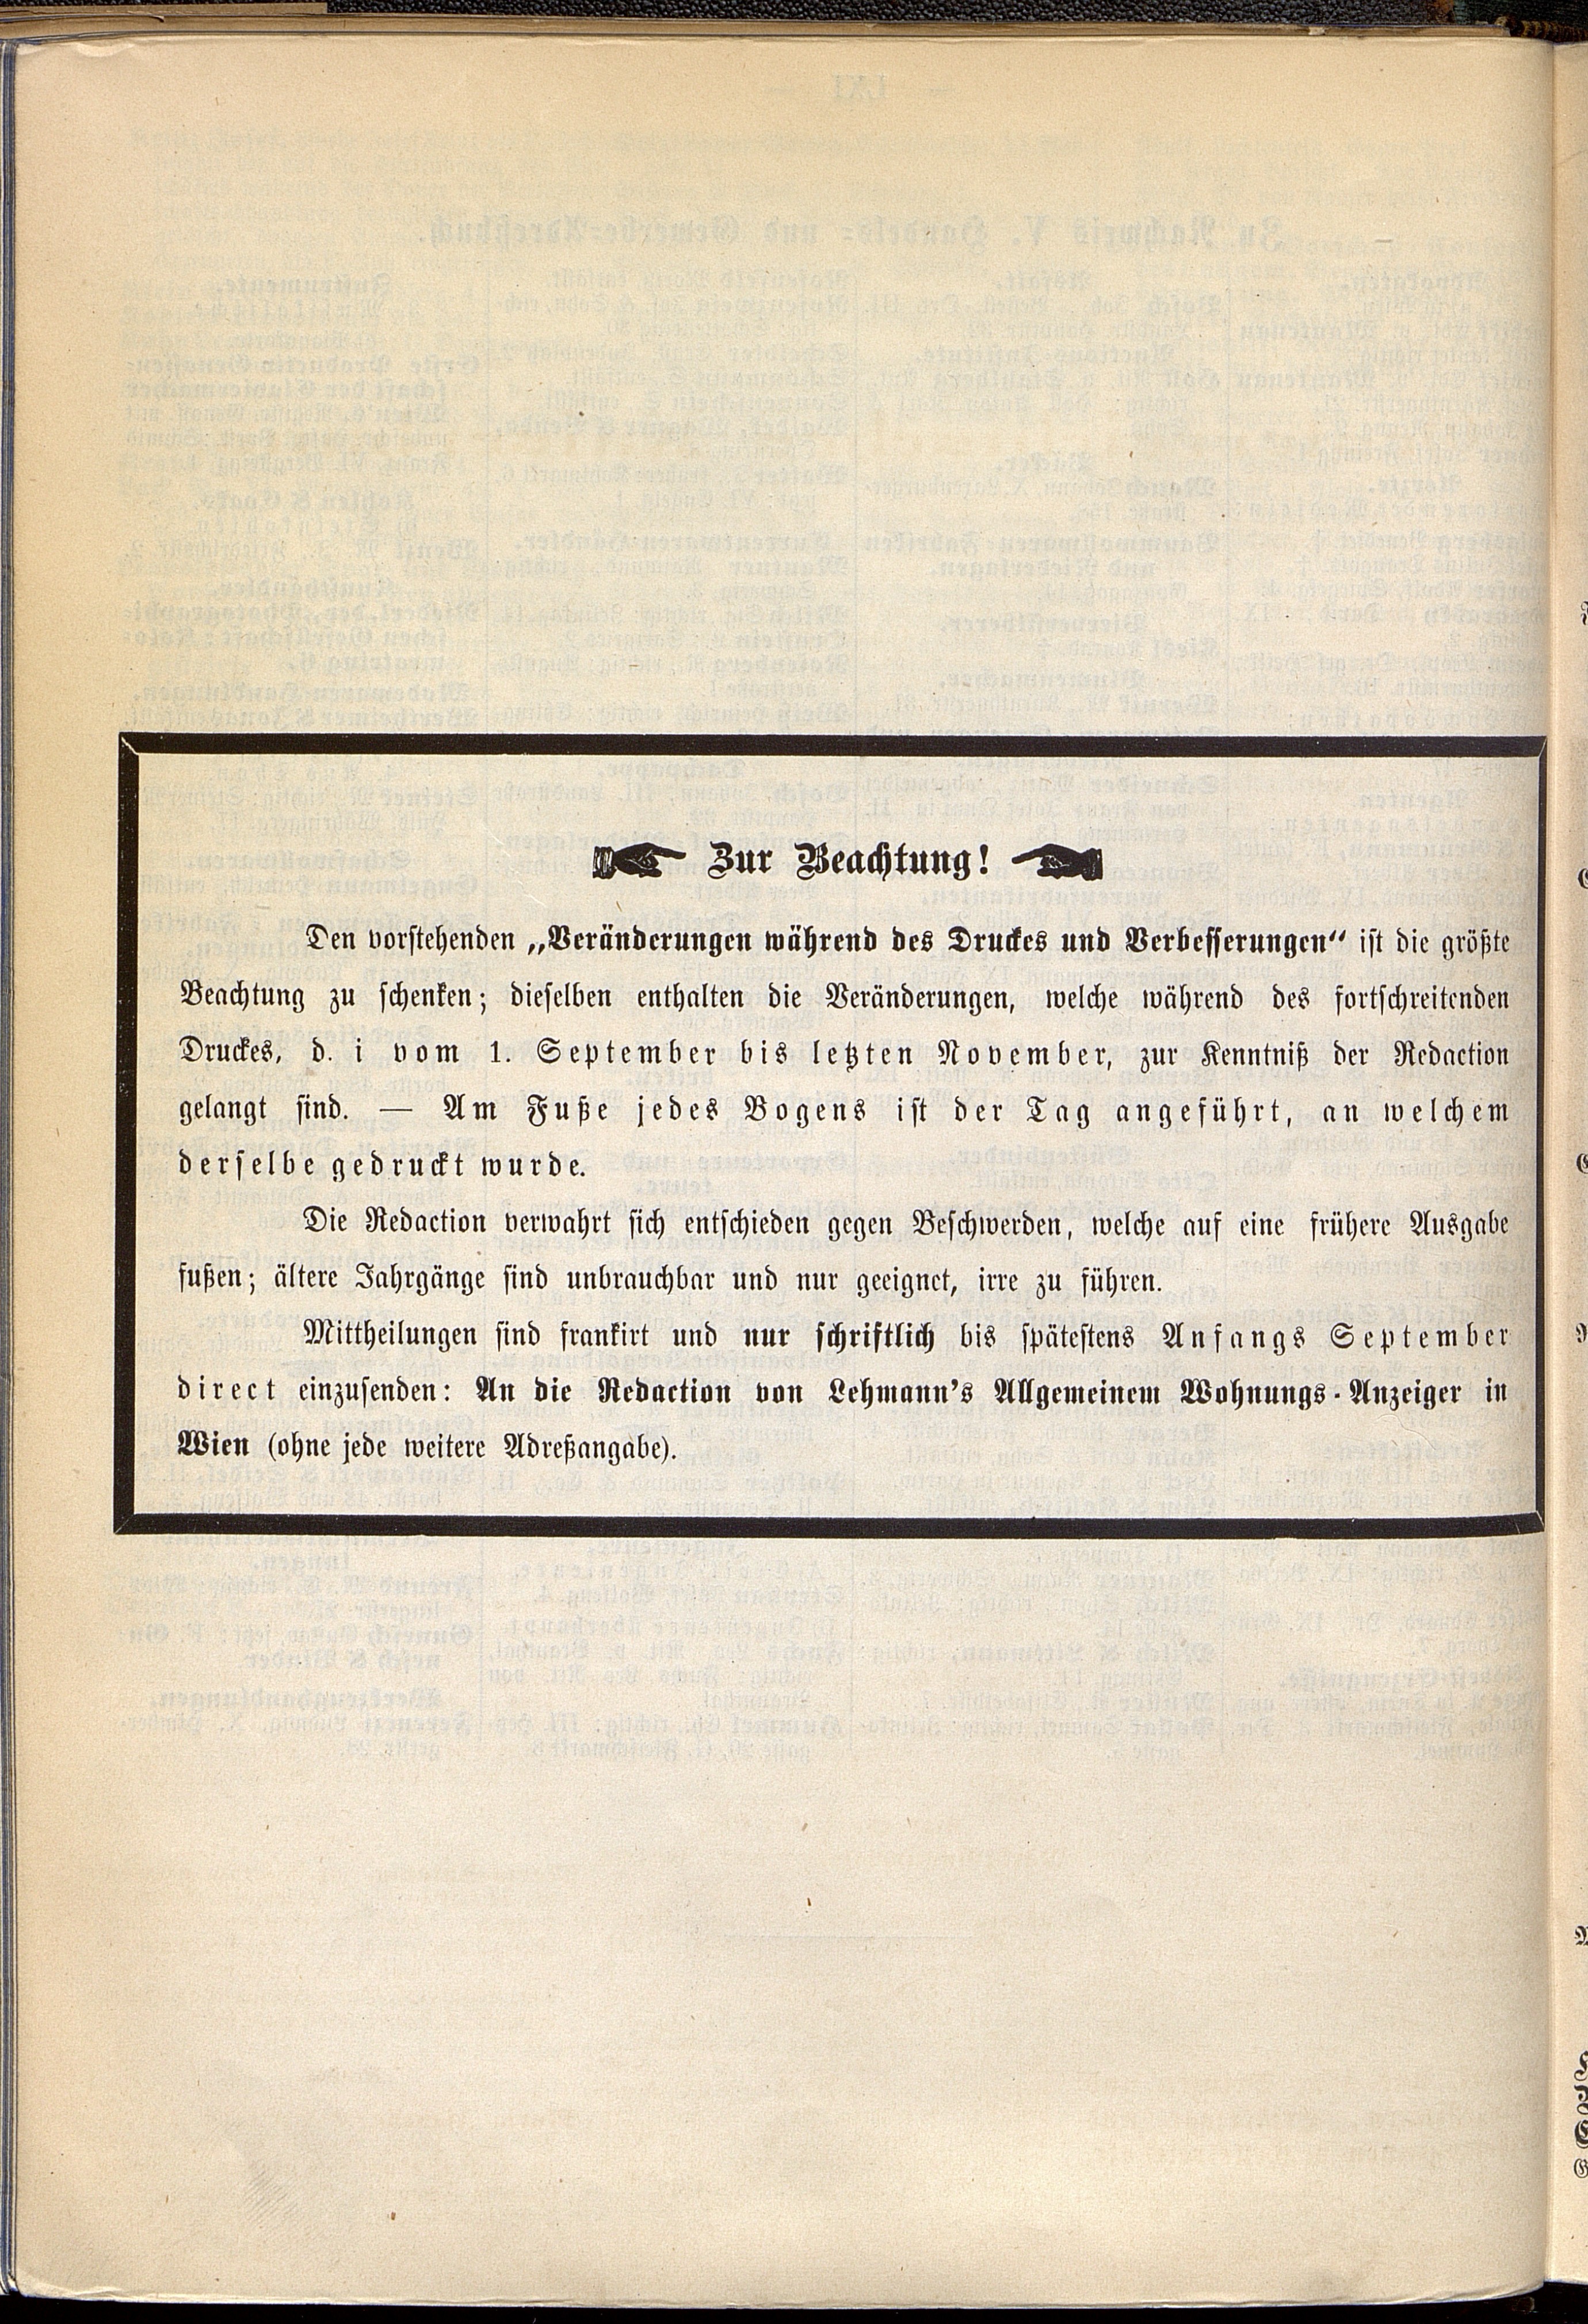 Zur Beachtung!
Den vorstehenden „Veränderungen während des Druckes und Verbesserungen“ ist die größte
Beachtung zu schenken; dieselben enthalten die Veränderungen, welche während des fortschreitenden
Druckes, d. i vom 1. September bis letzten November, zur Kenntniß der Redaction
gelangt sind. — Am Fuße jedes Bogens ist der Tag angeführt, an welchem
derselbe gedruckt wurde.
Die Redaction verwahrt sich entschieden gegen Beschwerden, welche auf eine frühere Ausgabe
fußen; ältere Jahrgänge sind unbrauchbar und nur geeignet, irre zu führen.
Mittheilungen sind frankirt und nur schriftlich bis spätestens Anfangs September
direct einzusenden: An die Redaction von Lehmann's Allgemeinem Wohnungs-Anzeiger in
Wien (ohne jede weitere Adreßangabe).